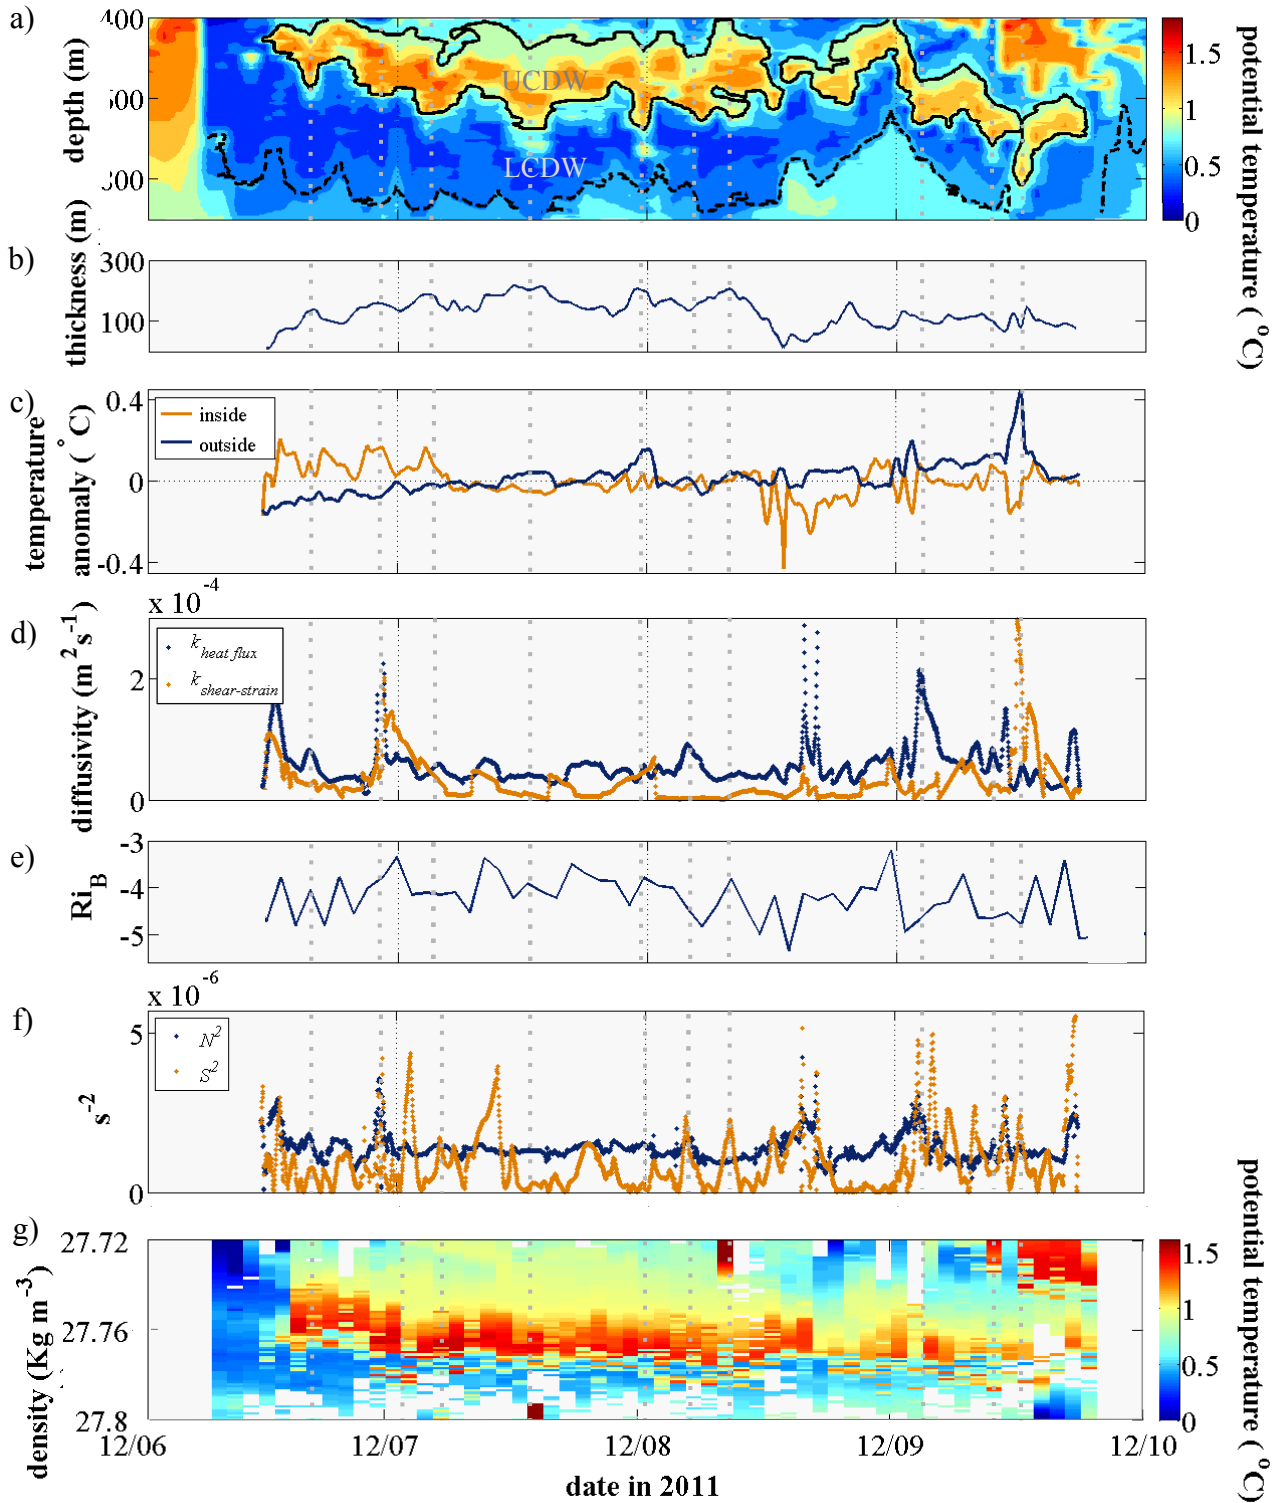 a)
depth (m)
400
600
UCDW
LCDW
1.5
1
0.5
0
potential temperature (°C)
b)
thickness (m)
300
100
c)
temperature
anomaly (°C)
0.4
0
-0.4
inside
outside
d)
x 10-4
diffusivity (m2s-1)
2
0
k heat flux
k shear-strain
e)
RiB
-3
-4
-5
f)
x 10-6
s-2
5
0
N2
S2
g)
density (Kg m-3)
27.72
27.76
27.8
1.5
1
0.5
0
potential temperature (°C)
12/06
12/07
12/08
12/09
12/10
date in 2011